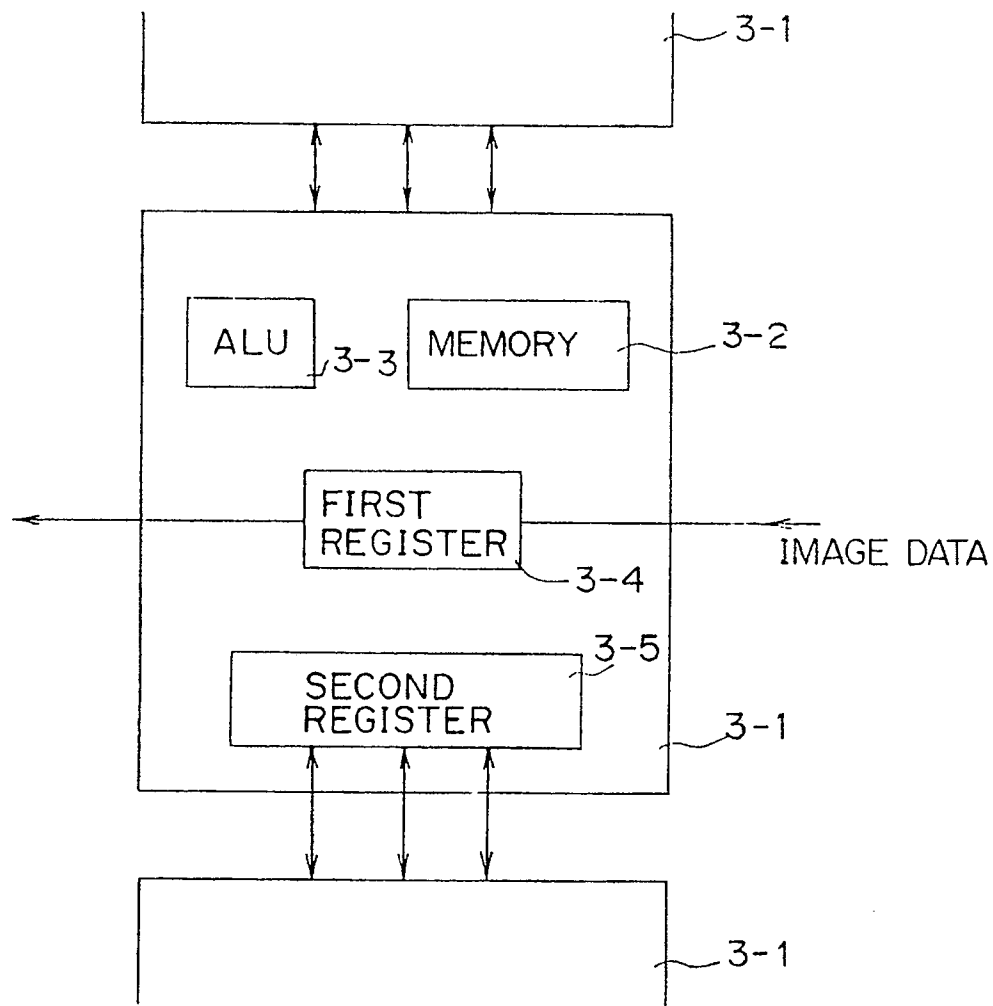 3-1
ALU
3-3
MEMORY
3-2
FIRST
REGISTER
3-4
IMAGE DATA
3-5
SECOND
REGISTER
3-1
3-1